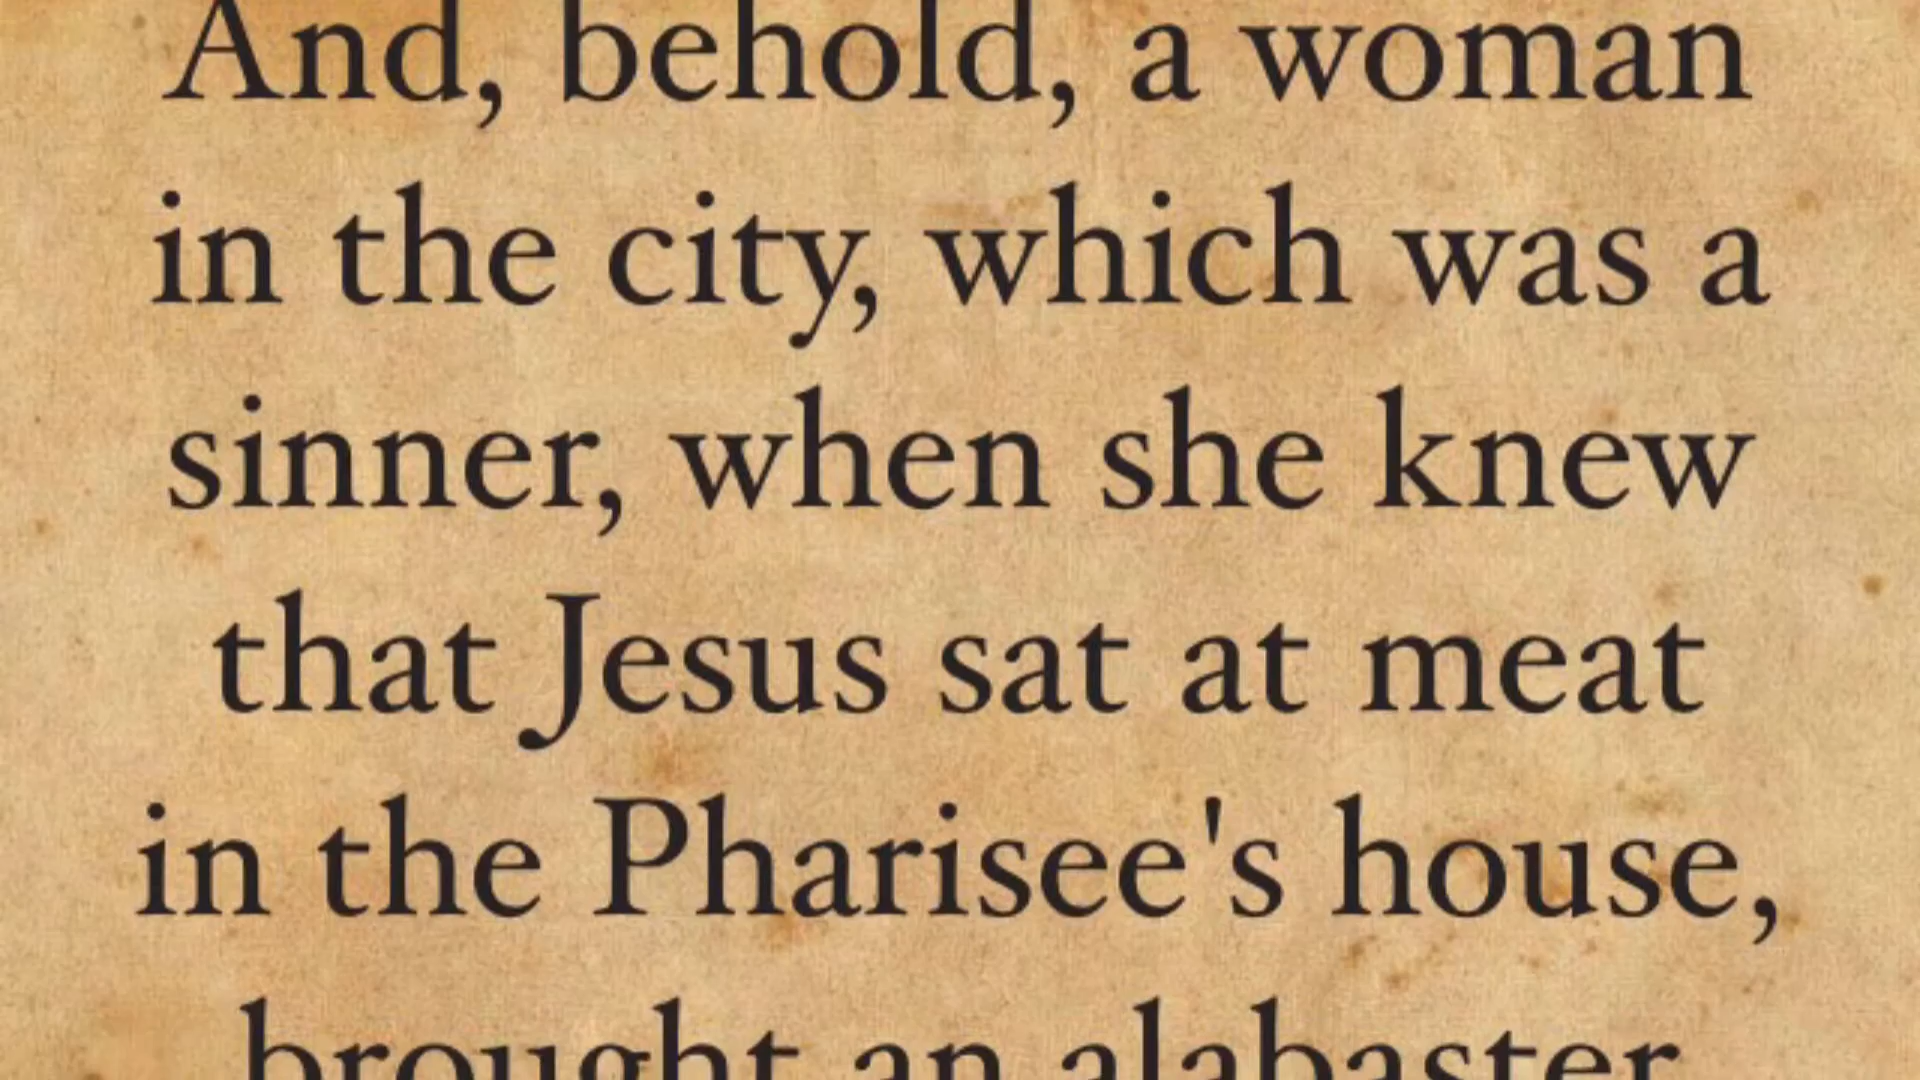 And, behold, a woman
in the city, which was a
sinner, when she knew
that Jesus sat at meat
in the Pharisee's house,
brought an alabaster